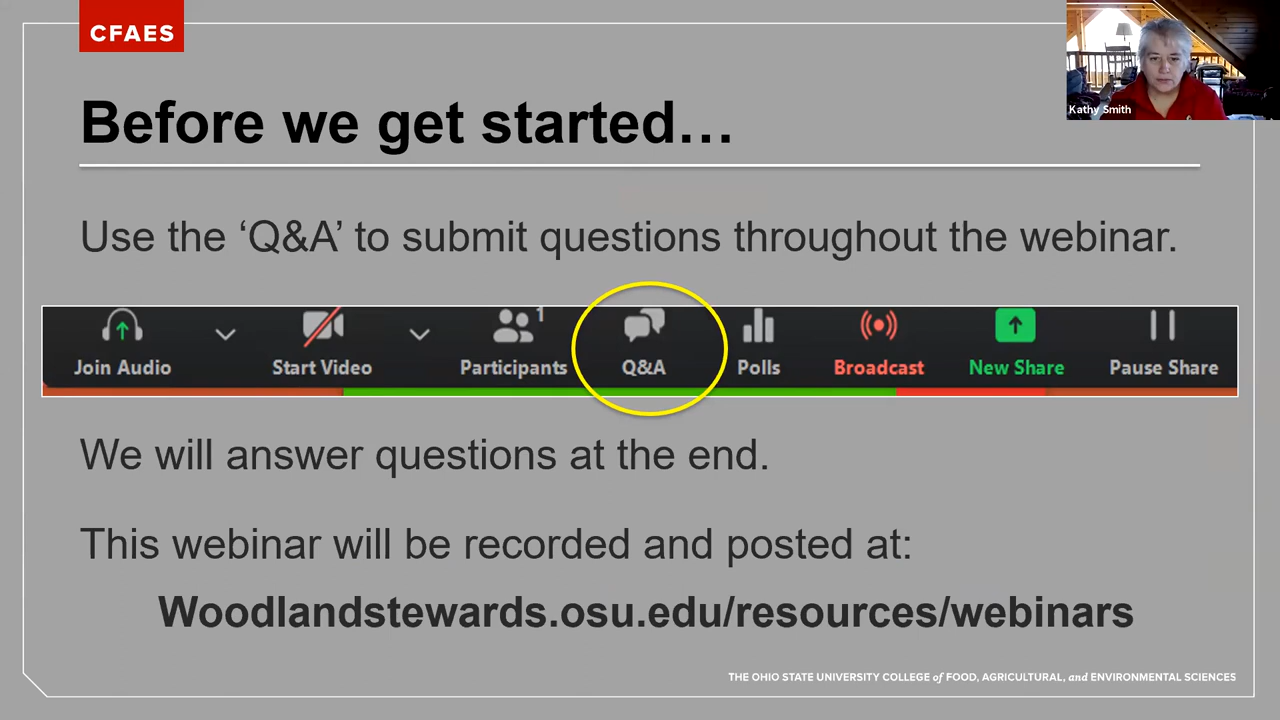 CFAES
Kathy Smith
Before we get started…
Use the ‘Q&A’ to submit questions throughout the webinar.
1
Join Audio Start Video Participants Q&A Polls Broadcast New Share Pause Share
We will answer questions at the end.
This webinar will be recorded and posted at:
Woodlandstewards.osu.edu/resources/webinars
THE OHIO STATE UNIVERSITY COLLEGE of FOOD, AGRICULTURAL, and ENVIRONMENTAL SCIENCES